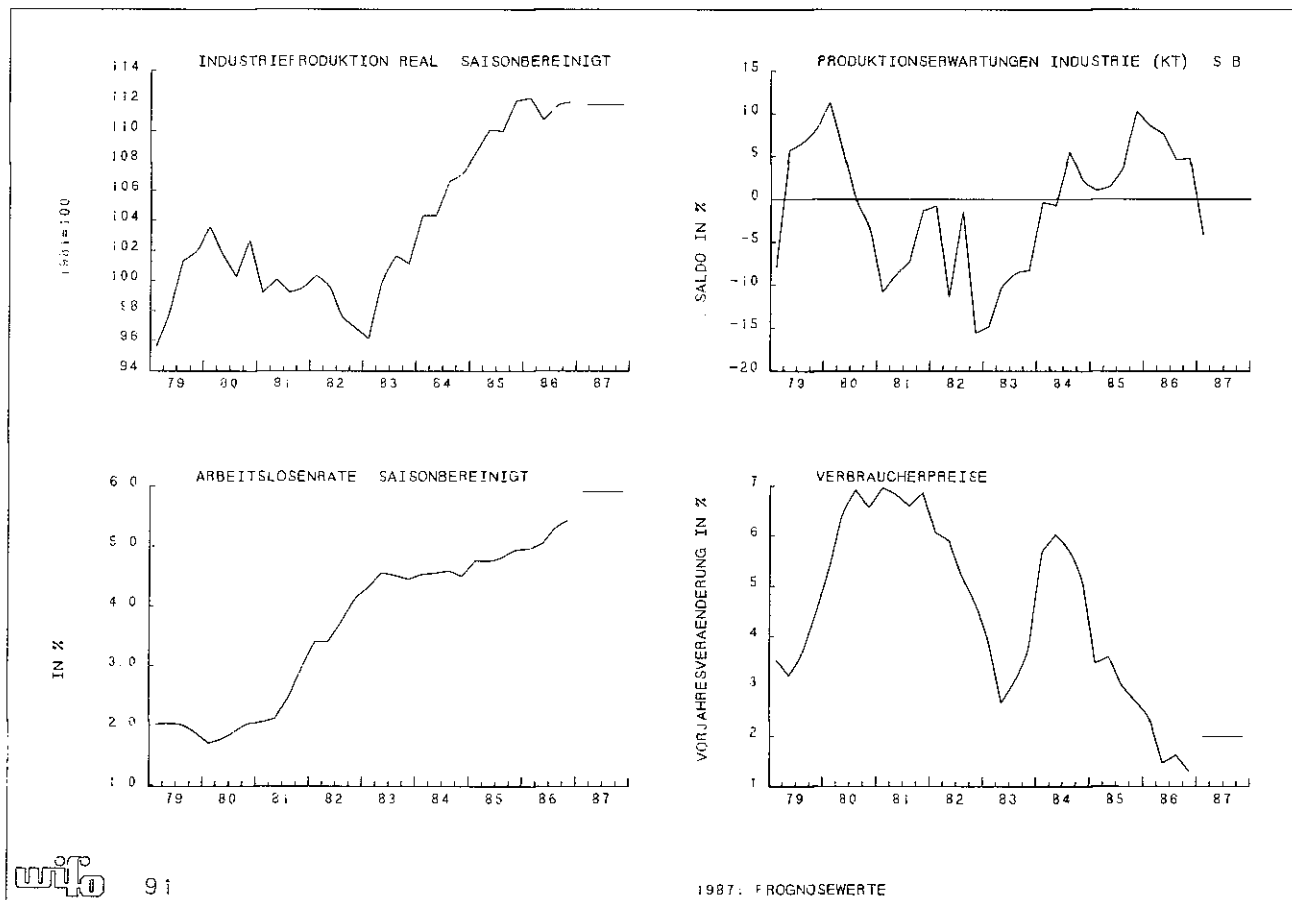 INDUSTRIEPRODUKTION REAL SAISONBEREINIGT
114
112
110
108
106
104
102
100
98
96
94
1981=100
79 80 81 82 83 84 85 86 87
PRODUKTIONSERWARTUNGEN INDUSTRIE (KT) S B
15
10
5
0
-5
-10
-15
-20
SALDO IN %
79 80 81 82 83 84 85 86 87
ARBEITSLOSENRATE SAISONBEREINIGT
6 0
5 0
4 0
3 0
2 0
1 0
IN %
79 80 81 82 83 84 85 86 87
VERBRAUCHERPREISE
7
6
5
4
3
2
1
VORJAHRESVERAENDERUNG IN %
79 80 81 82 83 84 85 86 87
wifo 91
1987: PROGNOSEWERTE